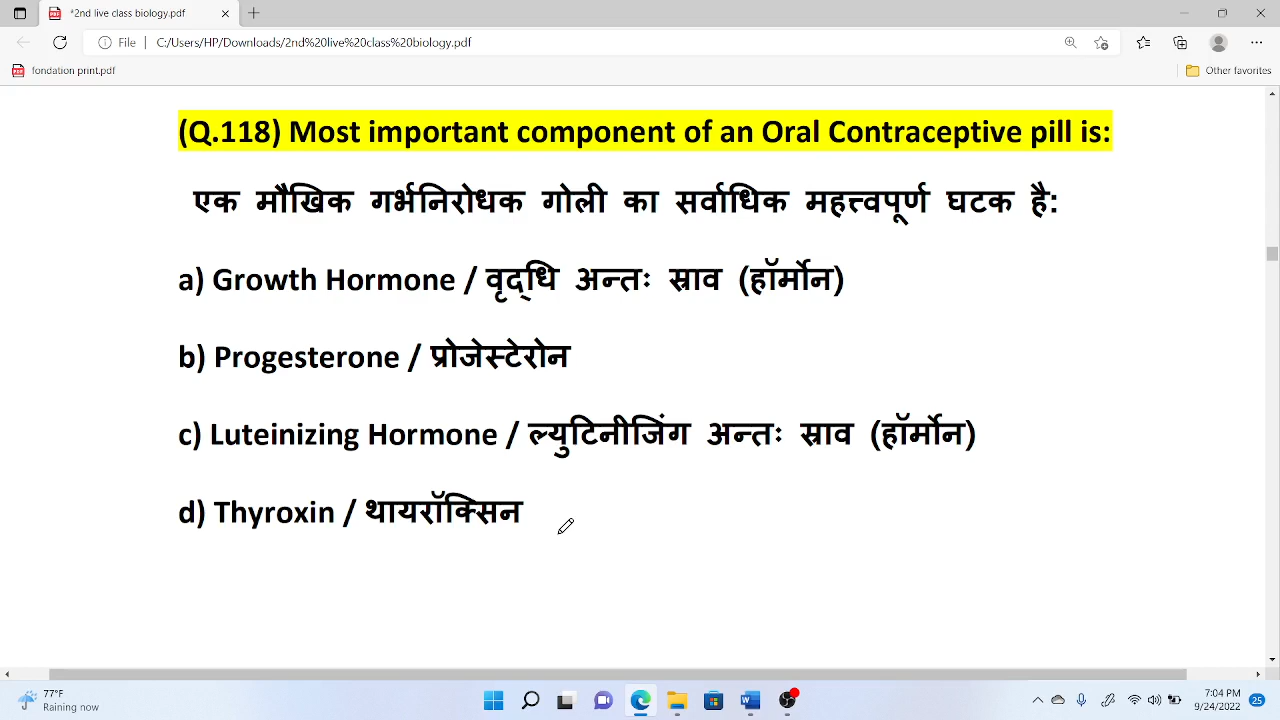 *2nd live class biology.pdf
File C:/Users/HP/Downloads/2nd%20live%20class%20biology.pdf
fondation print.pdf Other favorites
(Q.118) Most important component of an Oral Contraceptive pill is:
एक मौखिक गर्भनिरोधक गोली का सर्वाधिक महत्त्वपूर्ण घटक है:
a) Growth Hormone / वृद्धि अन्तः स्राव (हॉर्मोन)
b) Progesterone / प्रोजेस्टेरोन
c) Luteinizing Hormone / ल्युटिनीजिंग अन्तः स्राव (हॉर्मोन)
d) Thyroxin / थायरॉक्सिन
77°F
Raining now
7:04 PM
9/24/2022
25